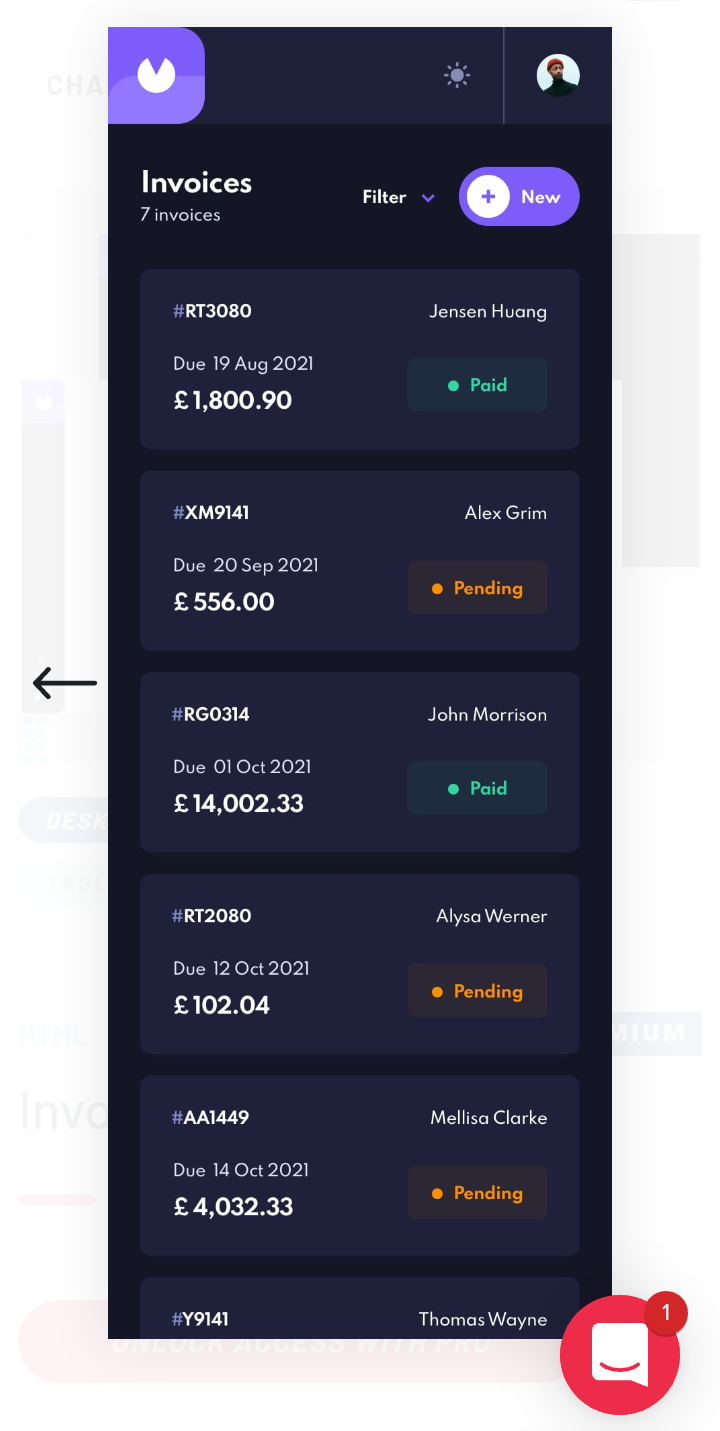 CHA
Invoices
7 invoices
Filter
New
#RT3080
Jensen Huang
Due 19 Aug 2021
£ 1,800.90
Paid
#XM9141
Alex Grim
Due 20 Sep 2021
£ 556.00
Pending
#RG0314
John Morrison
Due 01 Oct 2021
£ 14,002.33
Paid
DESK
TABL
#RT2080
Alysa Werner
Due 12 Oct 2021
£ 102.04
Pending
HTML
MIUM
Invo
#AA1449
Mellisa Clarke
Due 14 Oct 2021
£ 4,032.33
Pending
#Y9141
Thomas Wayne
1
UNLOCK ACCESS WITH PRO